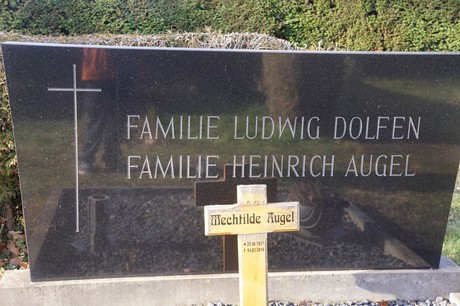 FAMILIE LUDWIG DOLFEN
FAMILIE HEINRICH AUGEL
Mechtilde Augel